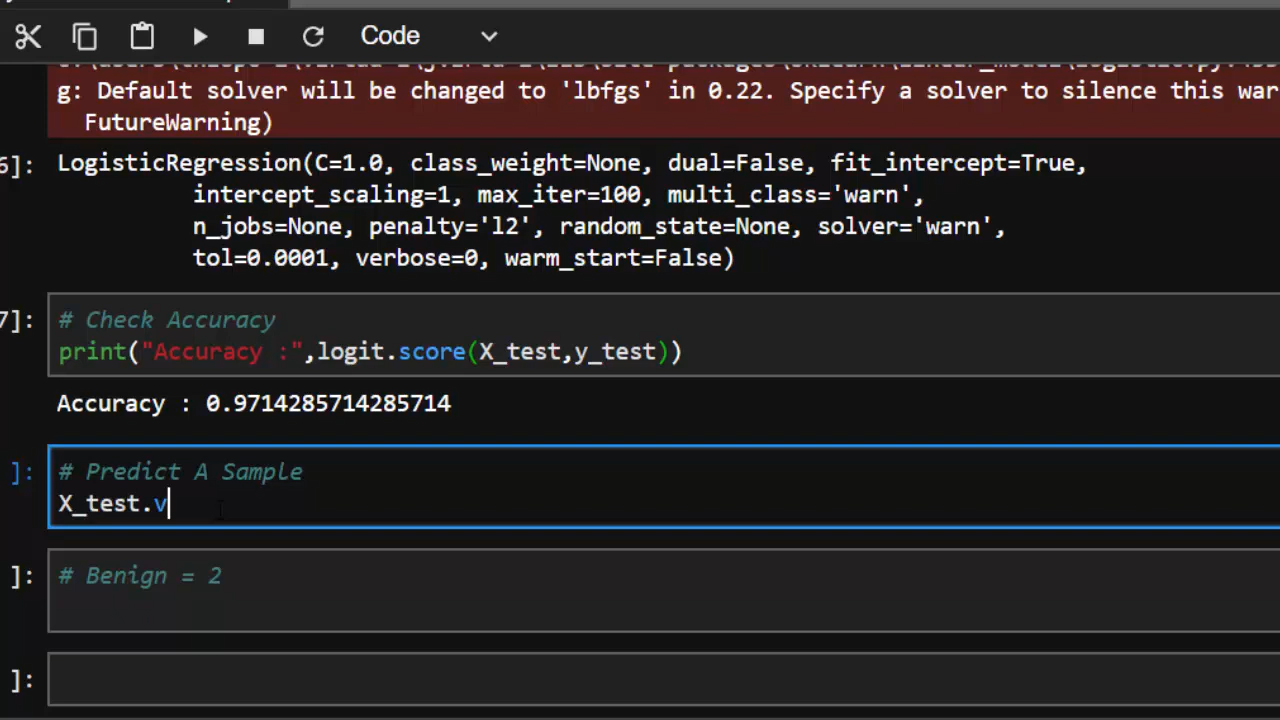 Code
g: Default solver will be changed to 'lbfgs' in 0.22. Specify a solver to silence this war
FutureWarning)
6]: LogisticRegression(C=1.0, class_weight=None, dual=False, fit_intercept=True,
intercept_scaling=1, max_iter=100, multi_class='warn',
n_jobs=None, penalty='l2', random_state=None, solver='warn',
tol=0.0001, verbose=0, warm_start=False)
7]: # Check Accuracy
print("Accuracy :",logit.score(X_test,y_test))
Accuracy : 0.9714285714285714
]: # Predict A Sample
X_test.v
]: # Benign = 2
]: